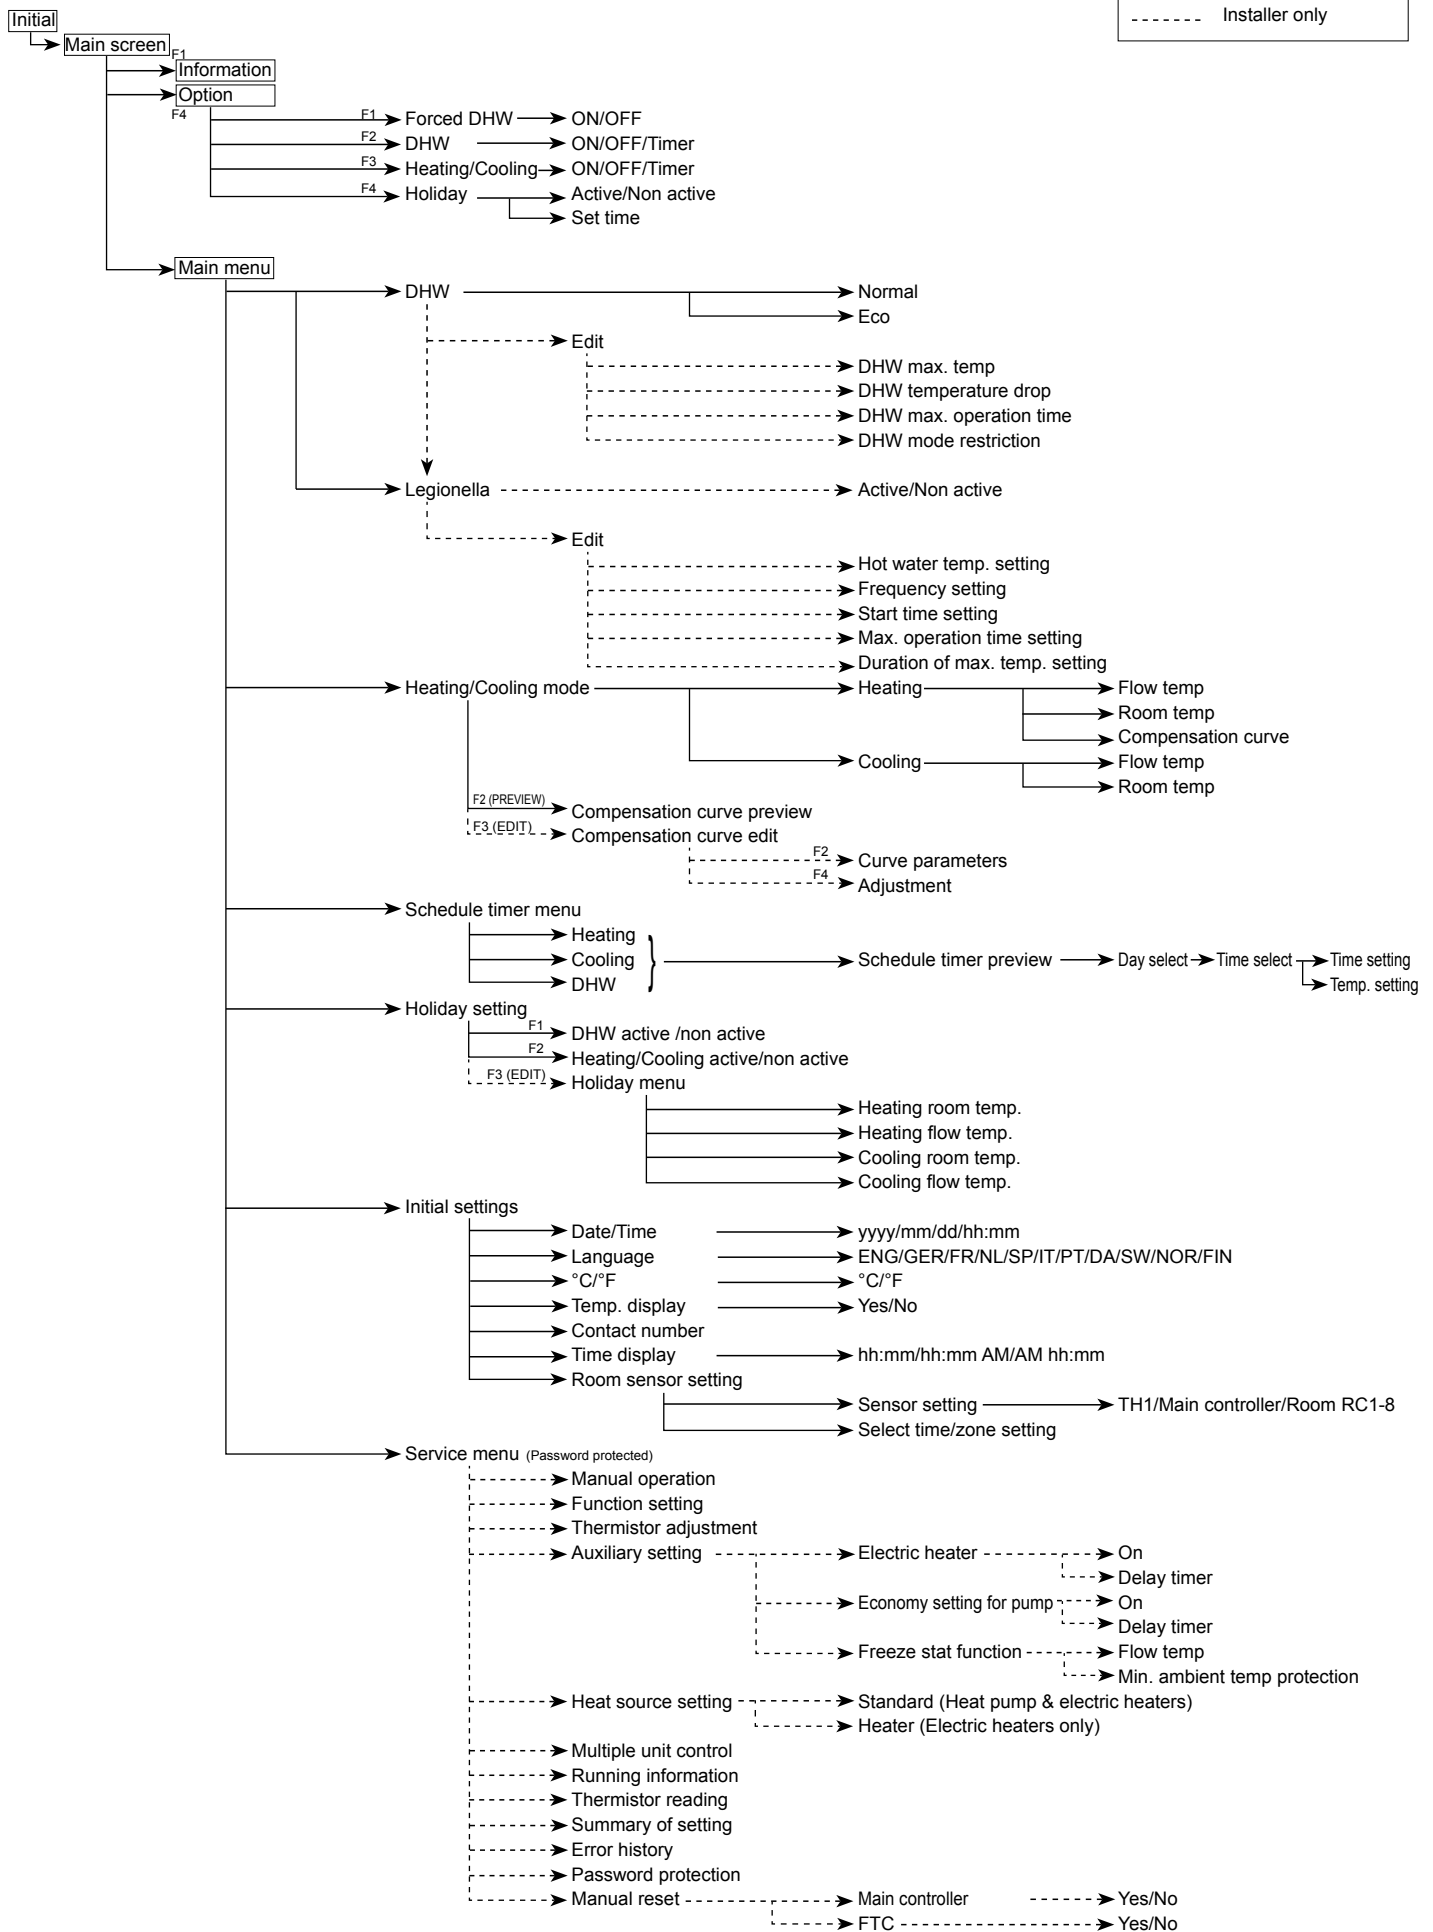 Installer only
Initial
Main screen
F1
Information
Option
F4
F1 Forced DHW ON/OFF
F2 DHW ON/OFF/Timer
F3 Heating/Cooling ON/OFF/Timer
F4 Holiday Active/Non active
Set time
Main menu
DHW Normal
Eco
Edit
DHW max. temp
DHW temperature drop
DHW max. operation time
DHW mode restriction
Legionella Active/Non active
Edit
Hot water temp. setting
Frequency setting
Start time setting
Max. operation time setting
Duration of max. temp. setting
Heating/Cooling mode Heating Flow temp
Room temp
Compensation curve
Cooling Flow temp
Room temp
F2 (PREVIEW) Compensation curve preview
F3 (EDIT) Compensation curve edit
F2 Curve parameters
F4 Adjustment
Schedule timer menu
Heating
Cooling } Schedule timer preview Day select Time select Time setting
DHW Temp. setting
Holiday setting
F1 DHW active /non active
F2 Heating/Cooling active/non active
F3 (EDIT) Holiday menu
Heating room temp.
Heating flow temp.
Cooling room temp.
Cooling flow temp.
Initial settings
Date/Time yyyy/mm/dd/hh:mm
Language ENG/GER/FR/NL/SP/IT/PT/DA/SW/NOR/FIN
°C/°F °C/°F
Temp. display Yes/No
Contact number
Time display hh:mm/hh:mm AM/AM hh:mm
Room sensor setting
Sensor setting TH1/Main controller/Room RC1-8
Select time/zone setting
Service menu (Password protected)
Manual operation
Function setting
Thermistor adjustment
Auxiliary setting Electric heater On
Delay timer
Economy setting for pump On
Delay timer
Freeze stat function Flow temp
Min. ambient temp protection
Heat source setting Standard (Heat pump & electric heaters)
Heater (Electric heaters only)
Multiple unit control
Running information
Thermistor reading
Summary of setting
Error history
Password protection
Manual reset Main controller Yes/No
FTC Yes/No